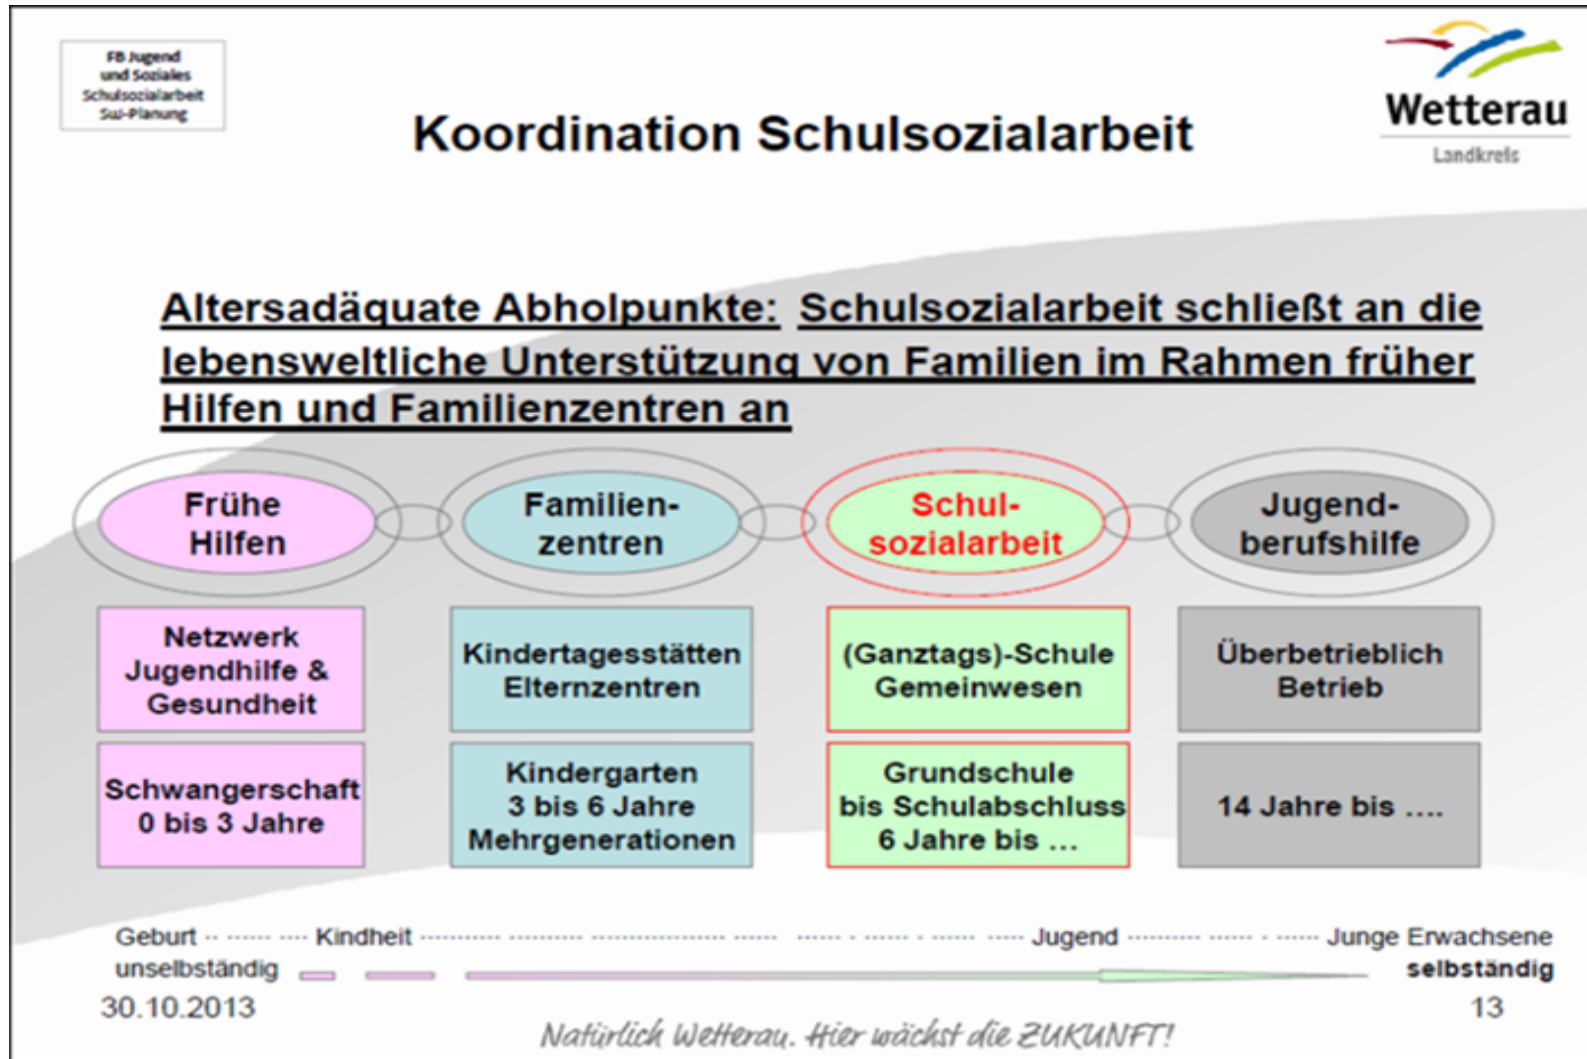 FB Jugend
und Soziales
Schulsozialarbeit
SuJ-Planung
Wetterau
Landkreis
Koordination Schulsozialarbeit
Altersadäquate Abholpunkte: Schulsozialarbeit schließt an die
lebensweltliche Unterstützung von Familien im Rahmen früher
Hilfen und Familienzentren an
Frühe
Hilfen
Familien-
zentren
Schul-
sozialarbeit
Jugend-
berufshilfe
Netzwerk
Jugendhilfe &
Gesundheit
Kindertagesstätten
Elternzentren
(Ganztags)-Schule
Gemeinwesen
Überbetrieblich
Betrieb
Schwangerschaft
0 bis 3 Jahre
Kindergarten
3 bis 6 Jahre
Mehrgenerationen
Grundschule
bis Schulabschluss
6 Jahre bis ...
14 Jahre bis ....
Geburt Kindheit Jugend Junge Erwachsene
unselbständig selbständig
30.10.2013 13
Natürlich Wetterau. Hier wächst die ZUKUNFT!